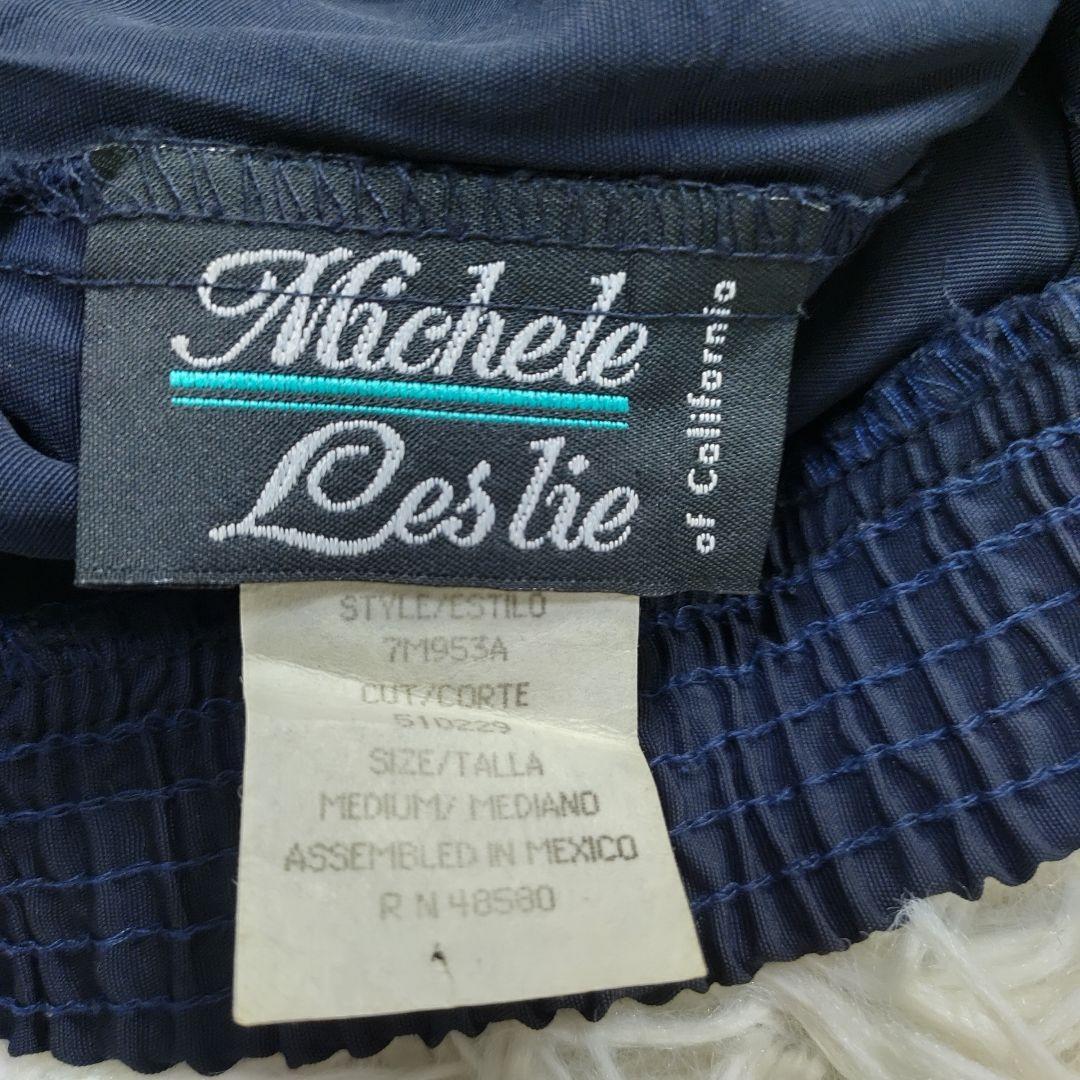 Michele
Leslie
of California
STYLE/ESTILO
7M953A
CUT/CORTE
510229
SIZE/TALLA
MEDIUM/ MEDIANO
ASSEMBLED IN MEXICO
R N 48580